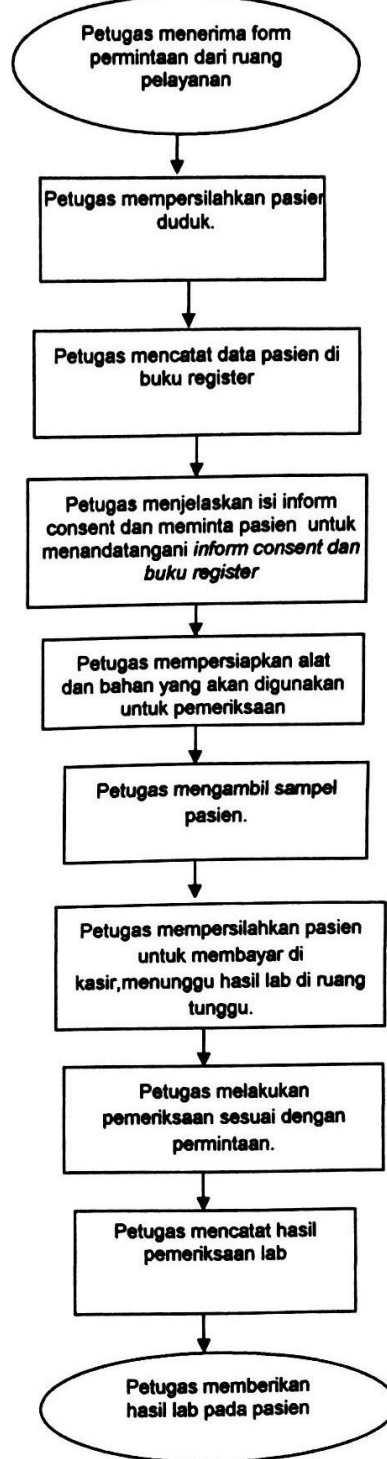 Petugas menerima form
permintaan dari ruang
pelayanan
Petugas mempersilahkan pasien
duduk.
Petugas mencatat data pasien di
buku register
Petugas menjelaskan isi inform
consent dan meminta pasien untuk
menandatangani inform consent dan
buku register
Petugas mempersiapkan alat
dan bahan yang akan digunakan
untuk pemeriksaan
Petugas mengambil sampel
pasien.
Petugas mempersilahkan pasien
untuk membayar di
kasir,menunggu hasil lab di ruang
tunggu.
Petugas melakukan
pemeriksaan sesuai dengan
permintaan.
Petugas mencatat hasil
pemeriksaan lab
Petugas memberikan
hasil lab pada pasien